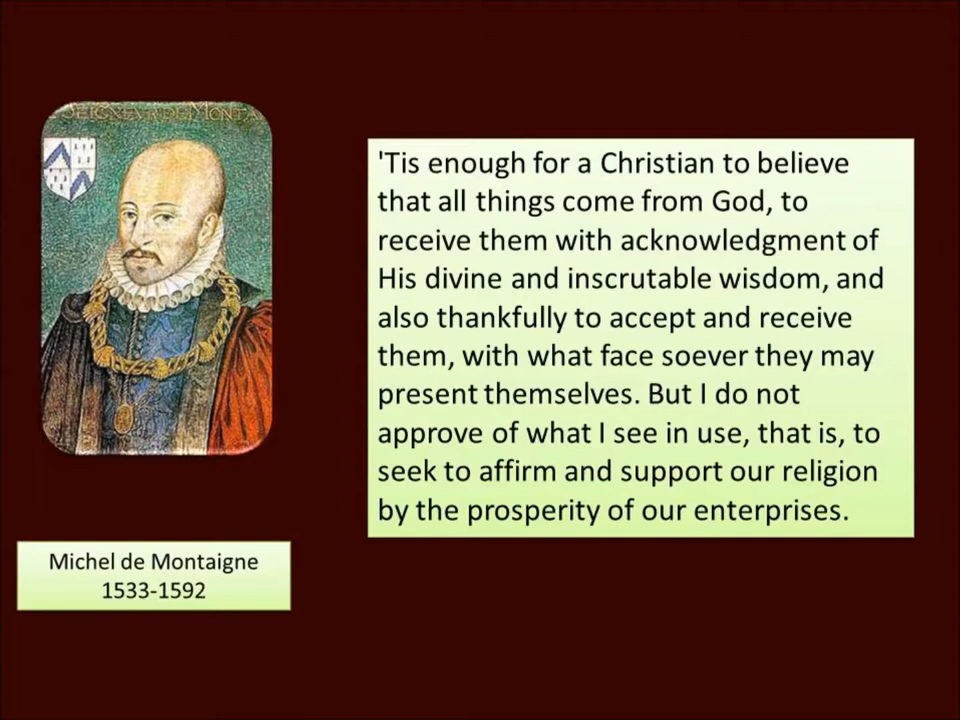 SEIGNEVR DE MONTA
'Tis enough for a Christian to believe
that all things come from God, to
receive them with acknowledgment of
His divine and inscrutable wisdom, and
also thankfully to accept and receive
them, with what face soever they may
present themselves. But I do not
approve of what I see in use, that is, to
seek to affirm and support our religion
by the prosperity of our enterprises.
Michel de Montaigne
1533-1592